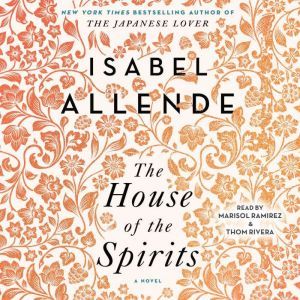 NEW YORK TIMES BESTSELLING AUTHOR OF
THE JAPANESE LOVER
ISABEL
ALLENDE
The
House
of the
Spirits
READ BY
MARISOL RAMIREZ
&
THOM RIVERA
A NOVEL